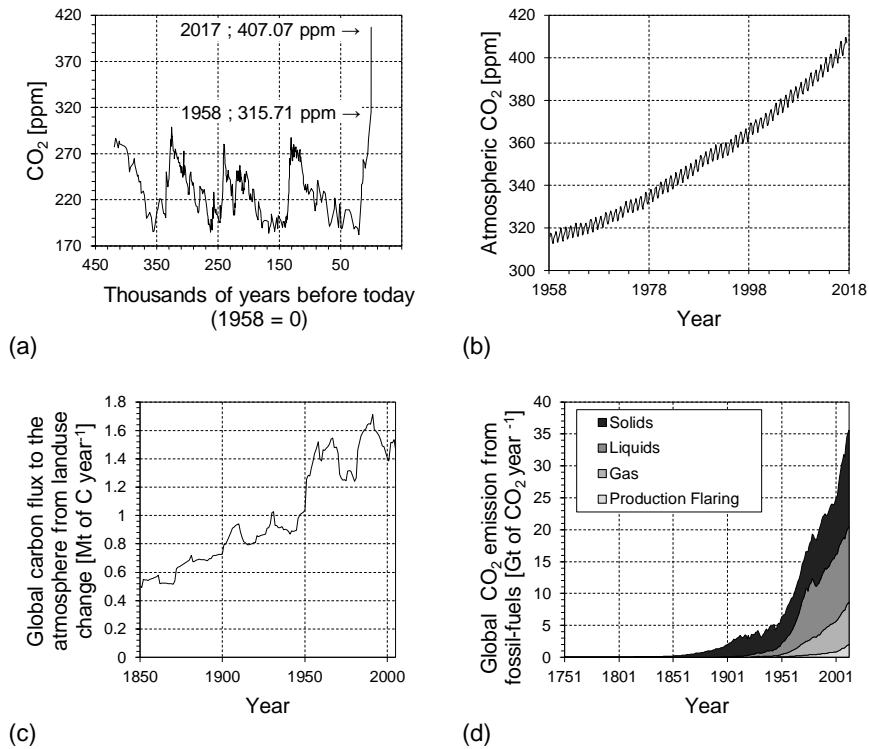 420
370
320
270
220
170
CO₂ [ppm]
2017 ; 407.07 ppm →
1958 ; 315.71 ppm →
450 350 250 150 50
Thousands of years before today
(1958 = 0)
(a)
420
400
380
360
340
320
300
Atmospheric CO₂ [ppm]
1958 1978 1998 2018
Year
(b)
1.8
1.6
1.4
1.2
1
0.8
0.6
0.4
0.2
0
Global carbon flux to the
atmosphere from landuse
change [Mt of C year⁻¹]
1850 1900 1950 2000
Year
(c)
40
35
30
25
20
15
10
5
0
Global CO₂ emission from
fossil-fuels [Gt of CO₂ year ⁻¹]
Solids
Liquids
Gas
Production Flaring
1751 1801 1851 1901 1951 2001
Year
(d)